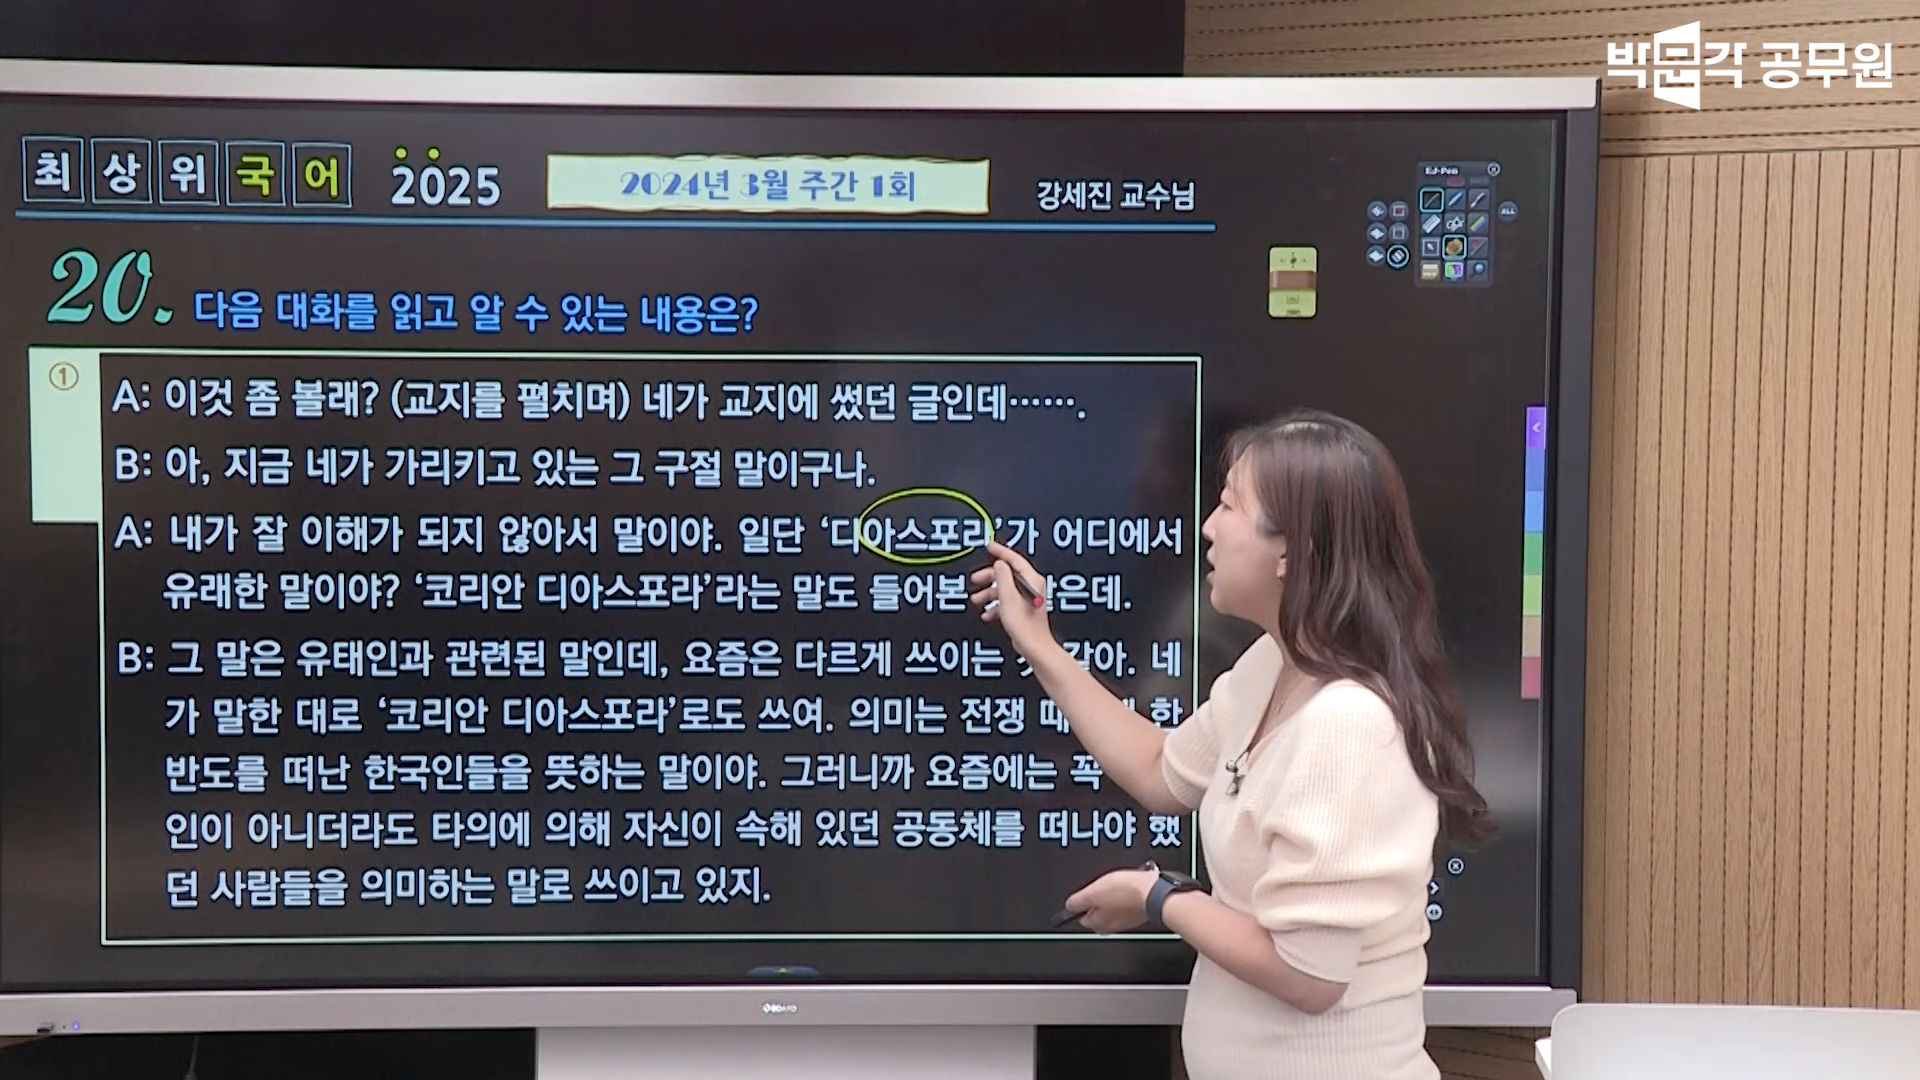 박문각 공무원
최상위국어 2025
2024년 3월 주간 1회
강세진 교수님
20. 다음 대화를 읽고 알 수 있는 내용은?
①
A: 이것 좀 볼래? (교지를 펼치며) 네가 교지에 썼던 글인데…….
B: 아, 지금 네가 가리키고 있는 그 구절 말이구나.
A: 내가 잘 이해가 되지 않아서 말이야. 일단 ‘디아스포라’가 어디에서
유래한 말이야? ‘코리안 디아스포라’라는 말도 들어본
B: 그 말은 유태인과 관련된 말인데, 요즘은 다르게 쓰이는 같아. 네
가 말한 대로 ‘코리안 디아스포라’로도 쓰여. 의미는 전쟁 한
반도를 떠난 한국인들을 뜻하는 말이야. 그러니까 요즘에는 꼭
인이 아니더라도 타의에 의해 자신이 속해 있던 공동체를 떠나야 했
던 사람들을 의미하는 말로 쓰이고 있지.
EJ-Pen
ALL